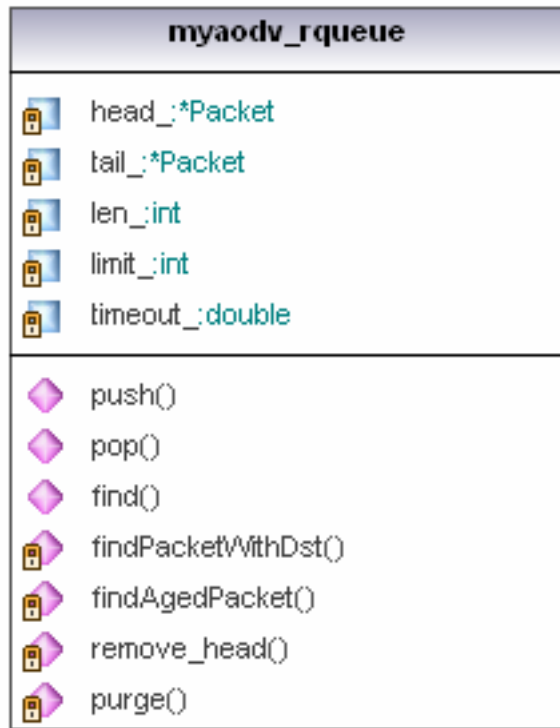 myaodv_rqueue
head_:*Packet
tail_:*Packet
len_:int
limit_:int
timeout_:double
push()
pop()
find()
findPacketWithDst()
findAgedPacket()
remove_head()
purge()